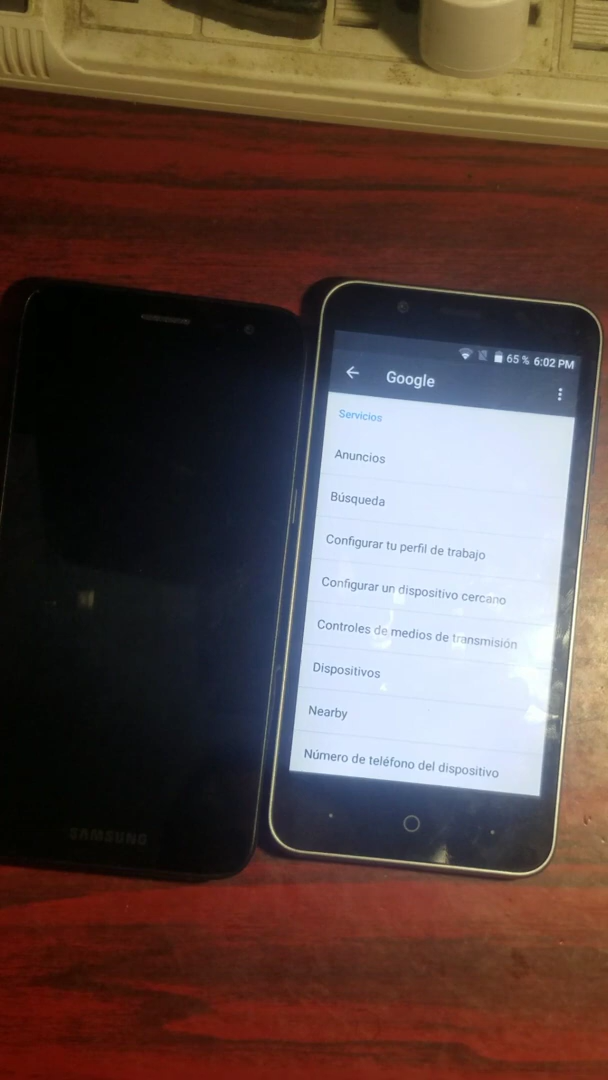 65 % 6:02 PM
Google
Servicios
Anuncios
Búsqueda
Configurar tu perfil de trabajo
Configurar un dispositivo cercano
Controles de medios de transmisión
Dispositivos
Nearby
Número de teléfono del dispositivo
SAMSUNG